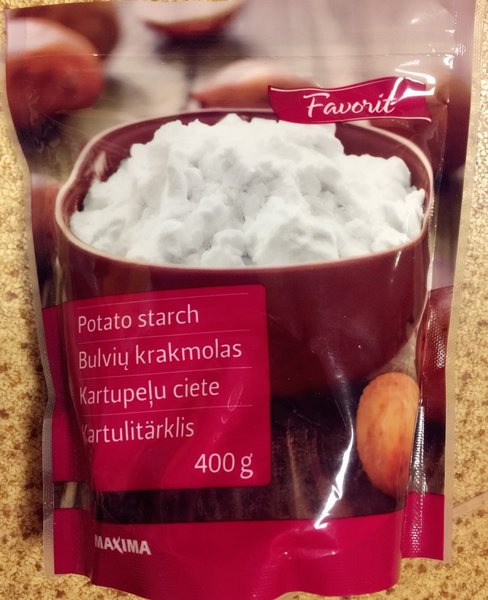 Favorit
Potato starch
Bulvių krakmolas
Kartupeļu ciete
Kartulitärklis
400 g
MAXIMA